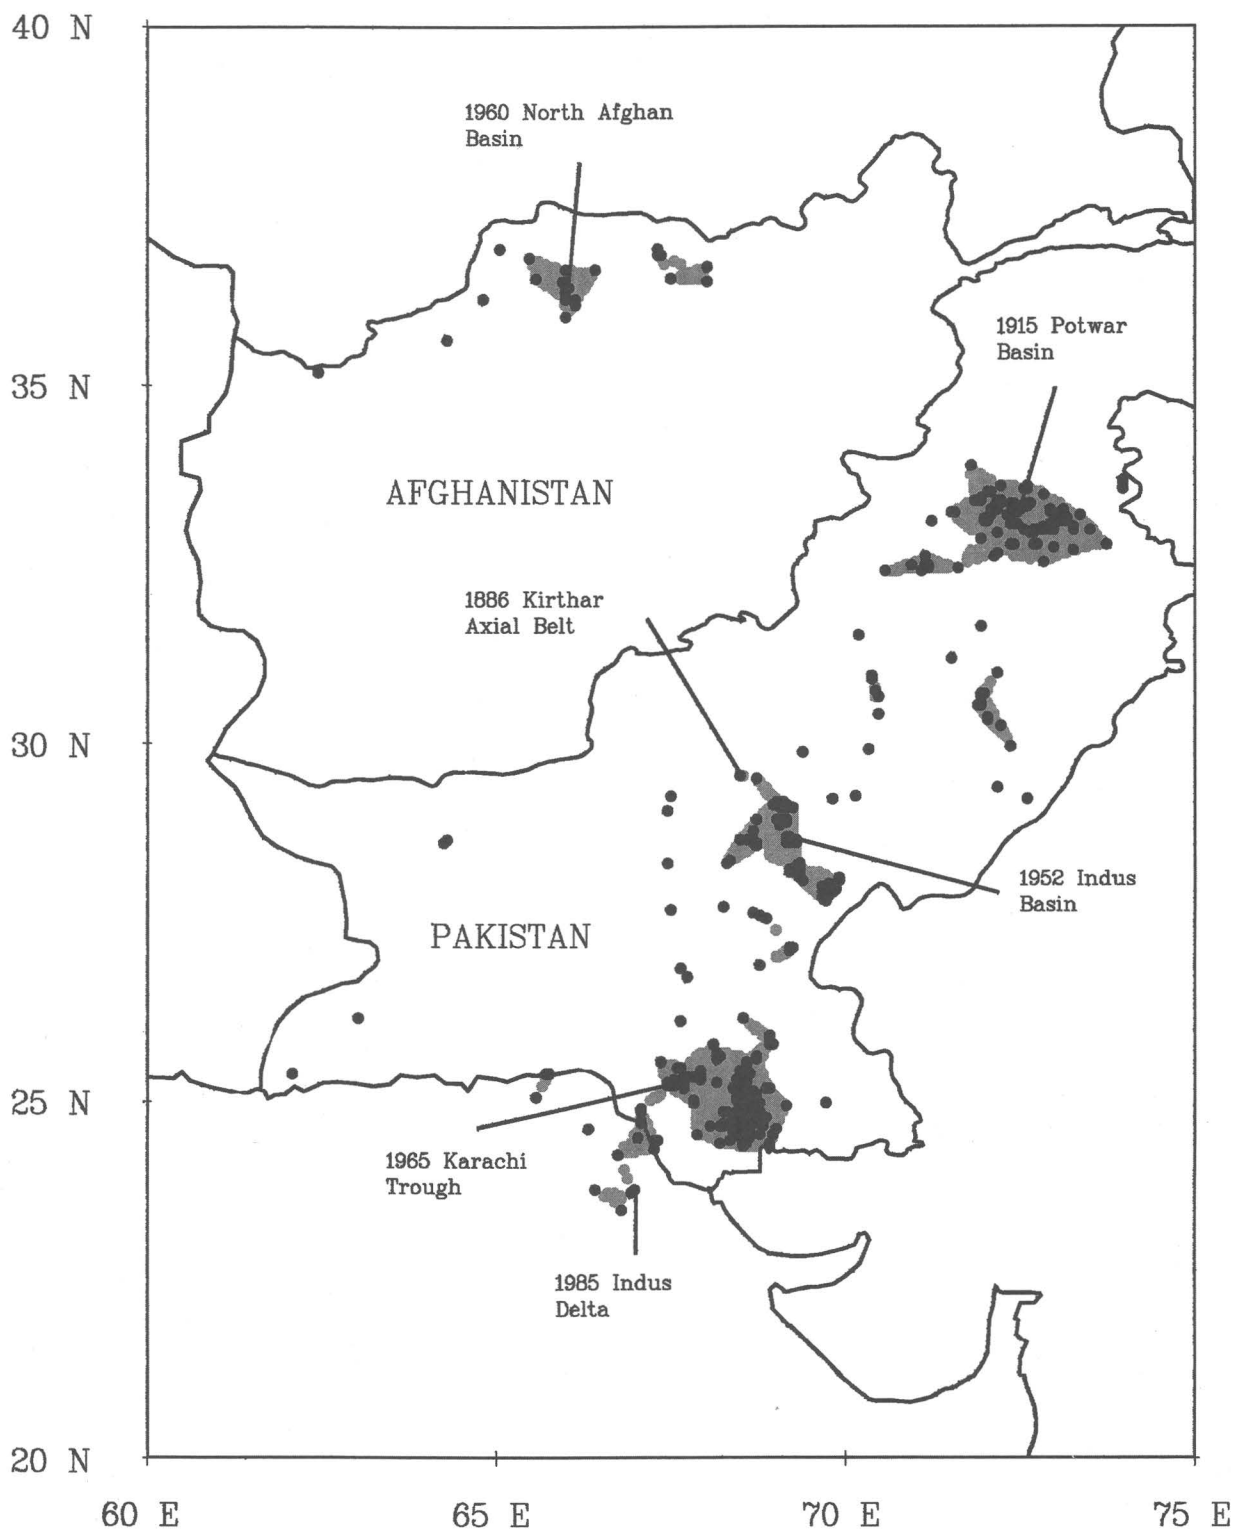 40 N
1960 North Afghan
Basin
1915 Potwar
Basin
35 N
AFGHANISTAN
1886 Kirthar
Axial Belt
30 N
1952 Indus
Basin
PAKISTAN
25 N
1965 Karachi
Trough
1985 Indus
Delta
20 N
60 E
65 E
70 E
75 E